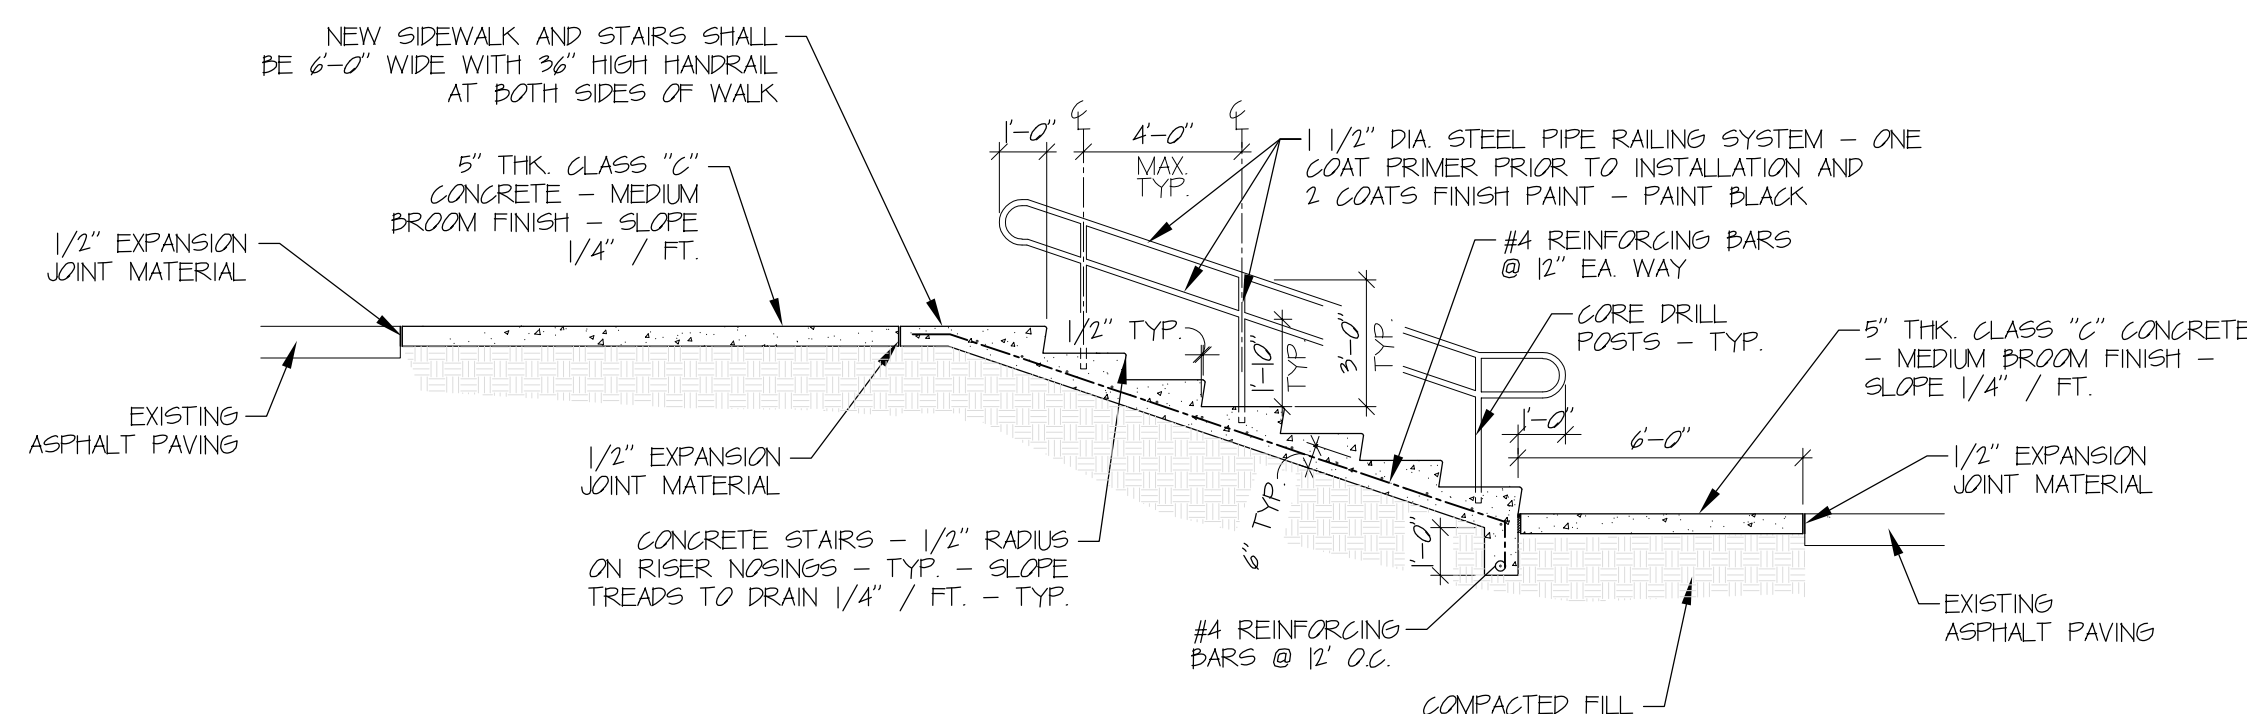 NEW SIDEWALK AND STAIRS SHALL
BE 6'-0" WIDE WITH 36" HIGH HANDRAIL
AT BOTH SIDES OF WALK
5" THK. CLASS "C"
CONCRETE - MEDIUM
BROOM FINISH - SLOPE
1/4" / FT.
1/2" EXPANSION
JOINT MATERIAL
EXISTING
ASPHALT PAVING
1/2" EXPANSION
JOINT MATERIAL
CONCRETE STAIRS - 1/2" RADIUS
ON RISER NOSINGS - TYP. - SLOPE
TREADS TO DRAIN 1/4" / FT. - TYP.
1'-0"
4'-0"
MAX.
TYP.
1 1/2" DIA. STEEL PIPE RAILING SYSTEM - ONE
COAT PRIMER PRIOR TO INSTALLATION AND
2 COATS FINISH PAINT - PAINT BLACK
#4 REINFORCING BARS
@ 12" EA. WAY
CORE DRILL
POSTS - TYP.
5" THK. CLASS "C" CONCRETE
- MEDIUM BROOM FINISH -
SLOPE 1/4" / FT.
1/2" TYP.
1'-10"
TYP.
3'-0"
TYP.
1'-0"
6'-0"
6" TYP.
1'-0"
1/2" EXPANSION
JOINT MATERIAL
EXISTING
ASPHALT PAVING
#4 REINFORCING
BARS @ 12' O.C.
COMPACTED FILL